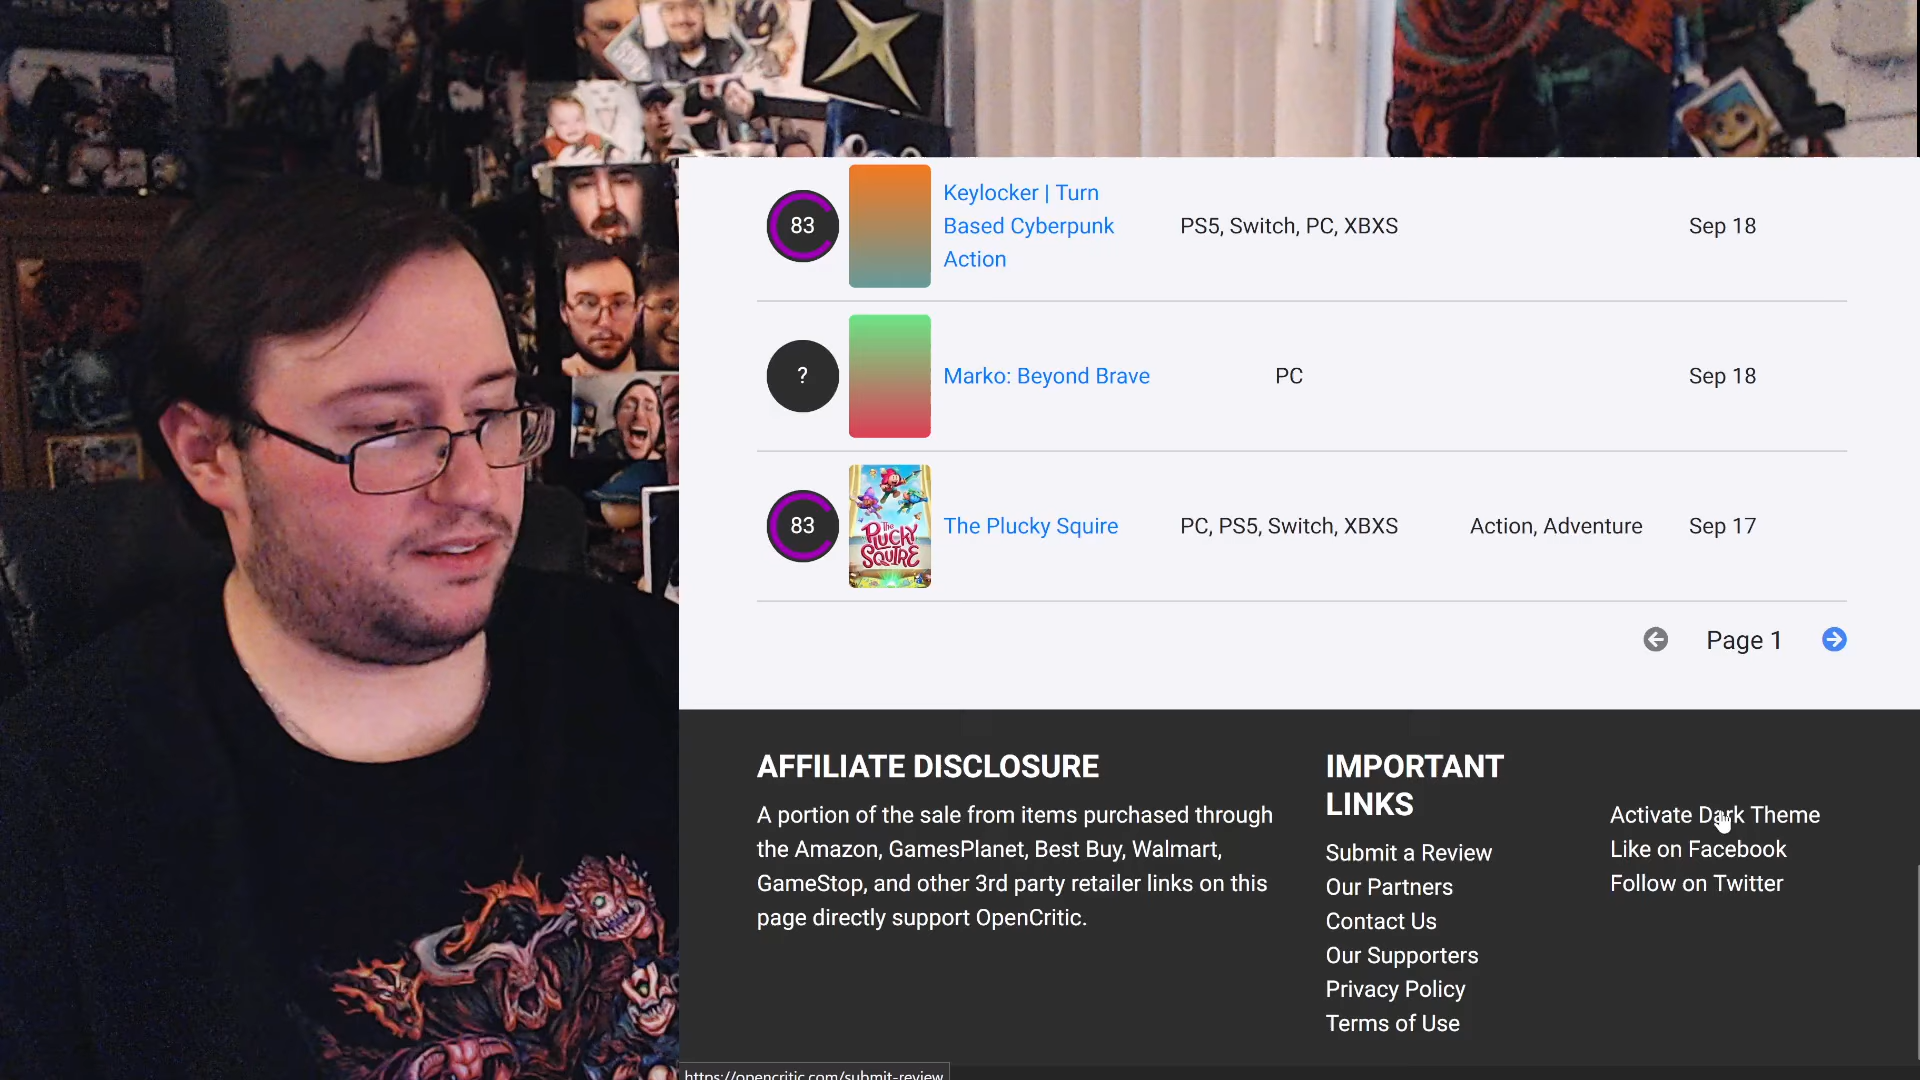 83
Keylocker | Turn
Based Cyberpunk
Action
PS5, Switch, PC, XBXS
Sep 18
?
Marko: Beyond Brave
PC
Sep 18
83
The
PLUCKY
SQUIRE
The Plucky Squire
PC, PS5, Switch, XBXS
Action, Adventure
Sep 17
Page 1
AFFILIATE DISCLOSURE
A portion of the sale from items purchased through
the Amazon, GamesPlanet, Best Buy, Walmart,
GameStop, and other 3rd party retailer links on this
page directly support OpenCritic.
IMPORTANT
LINKS
Submit a Review
Our Partners
Contact Us
Our Supporters
Privacy Policy
Terms of Use
Activate Dark Theme
Like on Facebook
Follow on Twitter
https://opencritic.com/submit-review